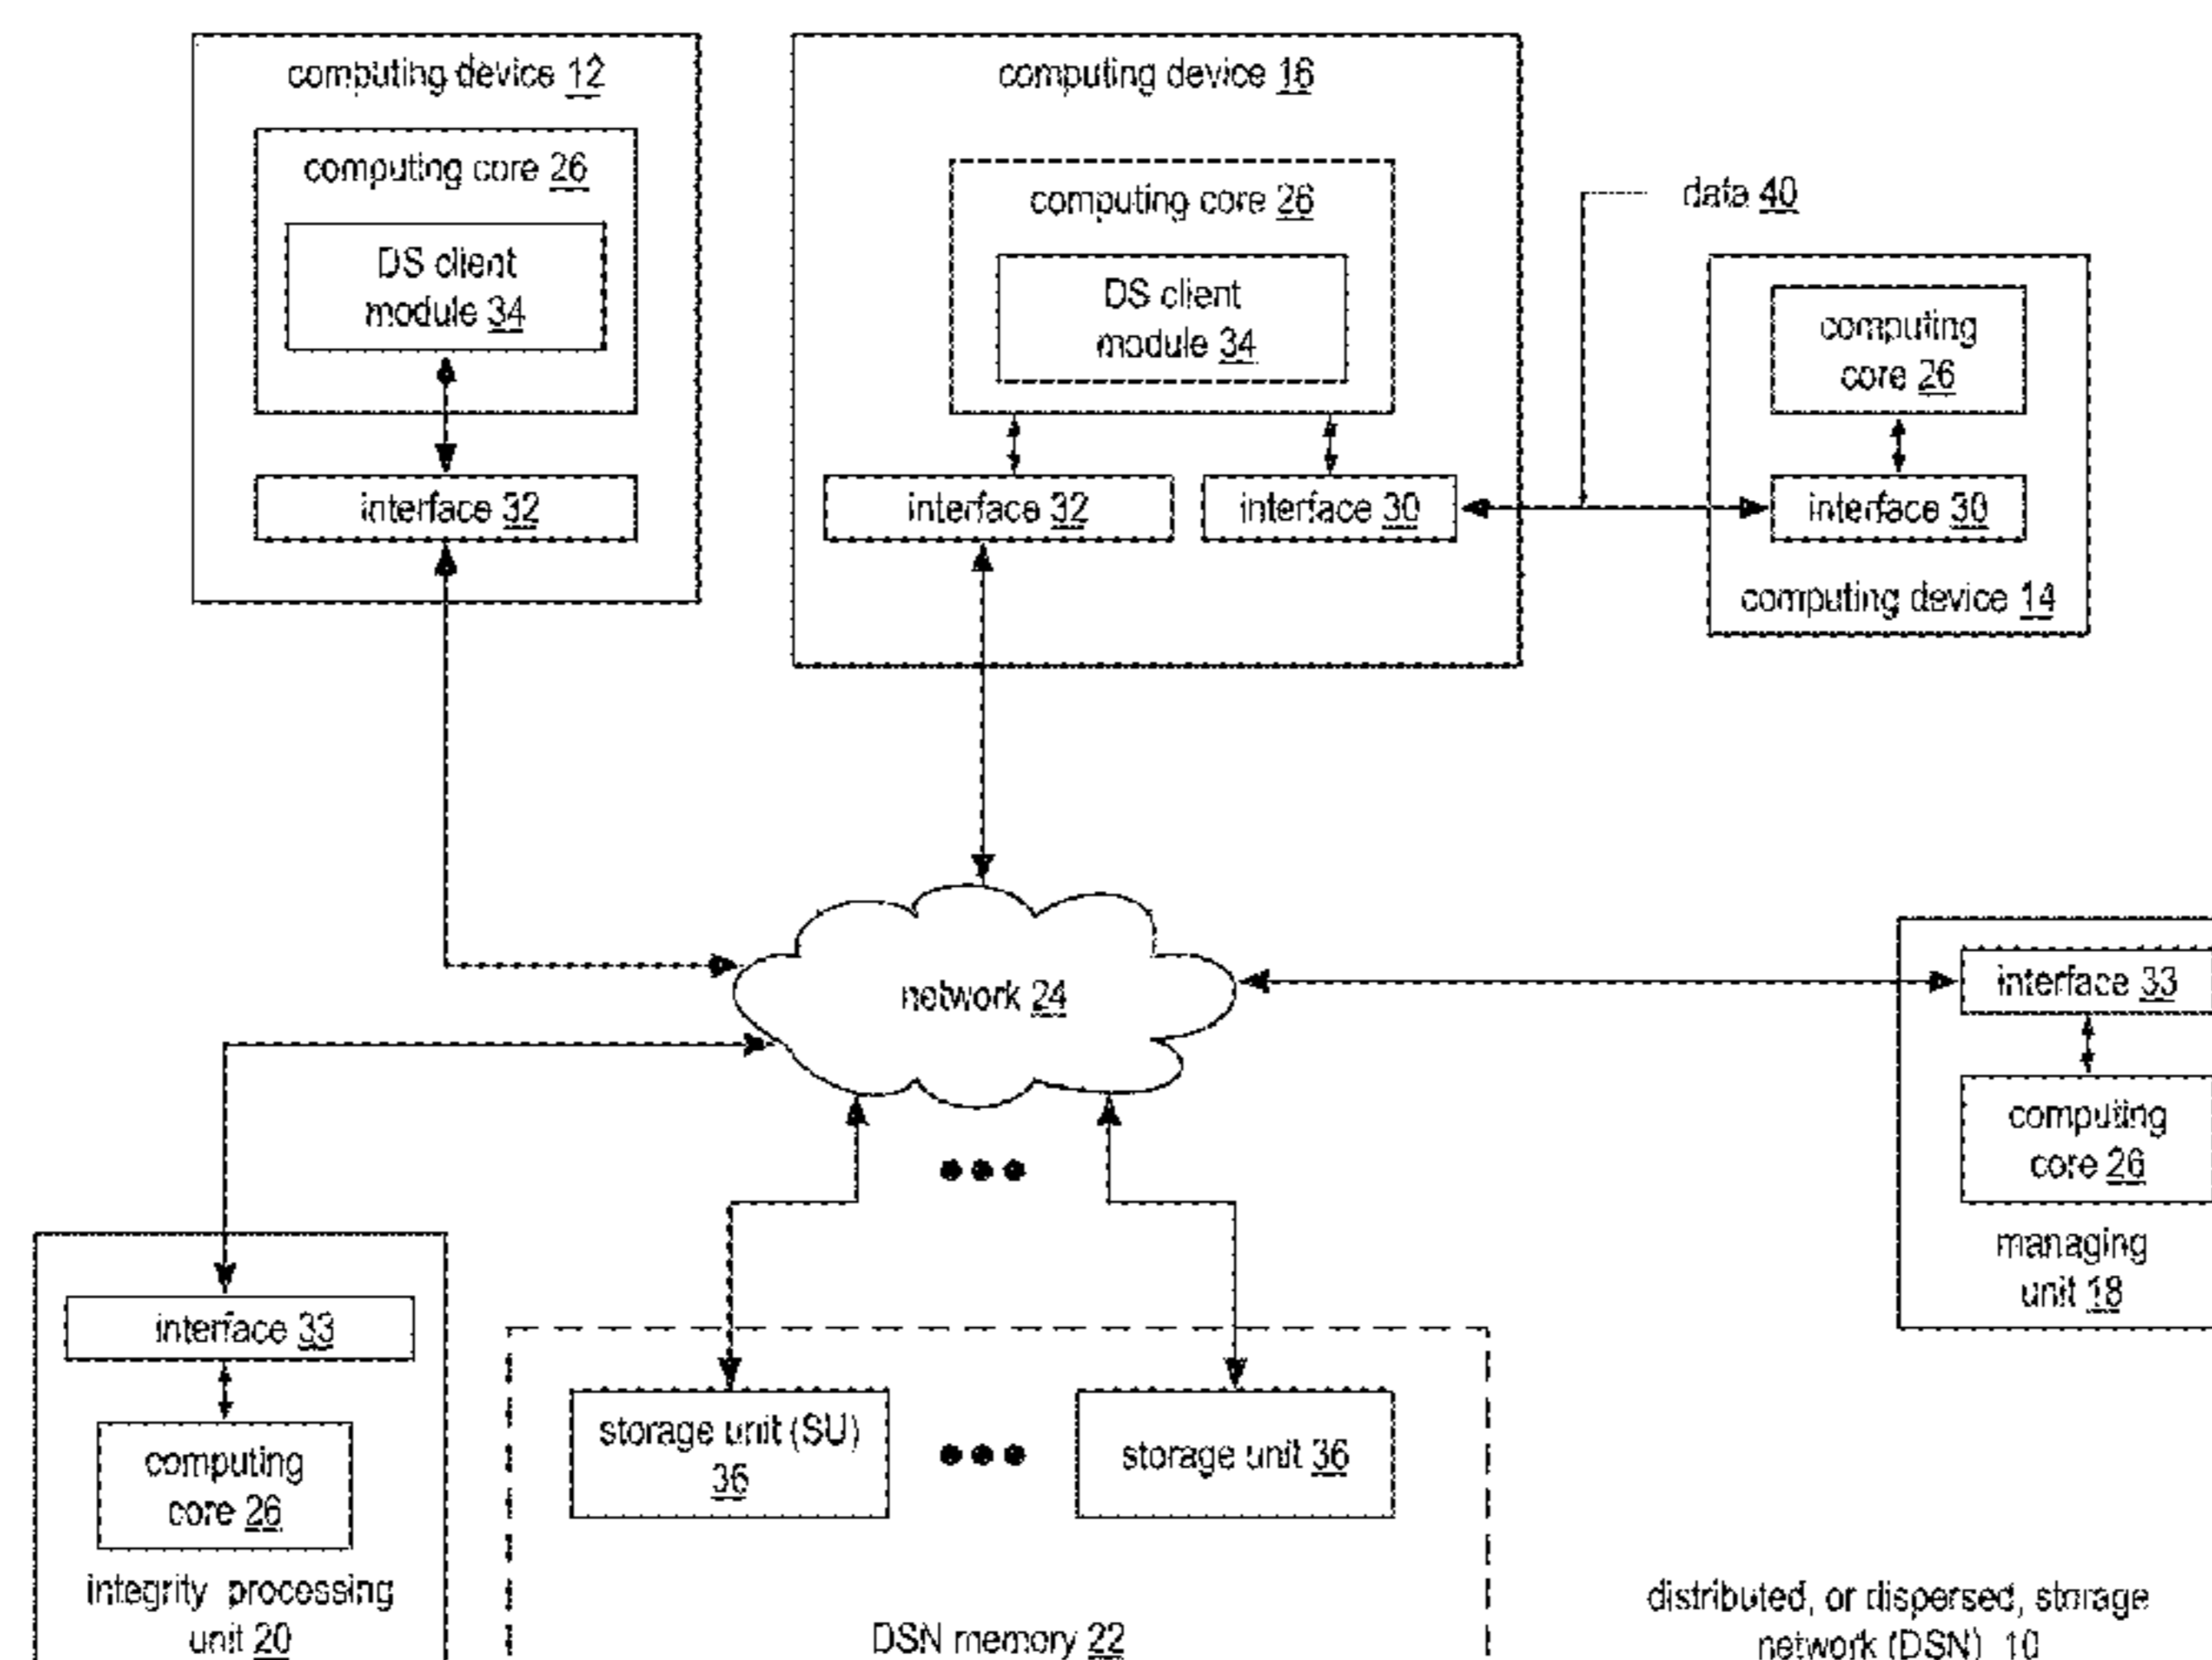 computing device 12
computing core 26
DS client
module 34
interface 32
computing device 16
computing core 26
DS client
module 34
interface 32
interface 30
data 40
computing
core 26
interface 30
computing device 14
network 24
interface 33
computing
core 26
managing
unit 18
interface 33
computing
core 26
integrity processing
unit 20
storage unit (SU)
36
storage unit 36
DSN memory 22
distributed, or dispersed, storage
network (DSN) 10